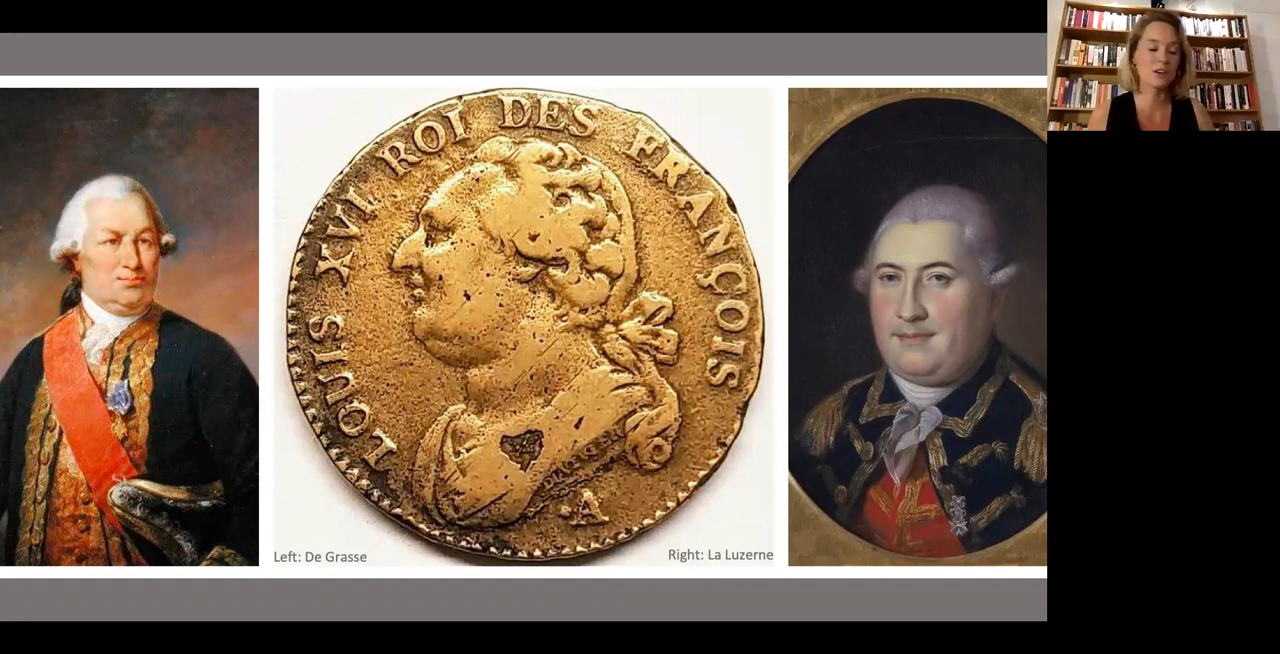 LOUIS XVI ROI DES FRANÇOIS
.A
Left: De Grasse
Right: La Luzerne